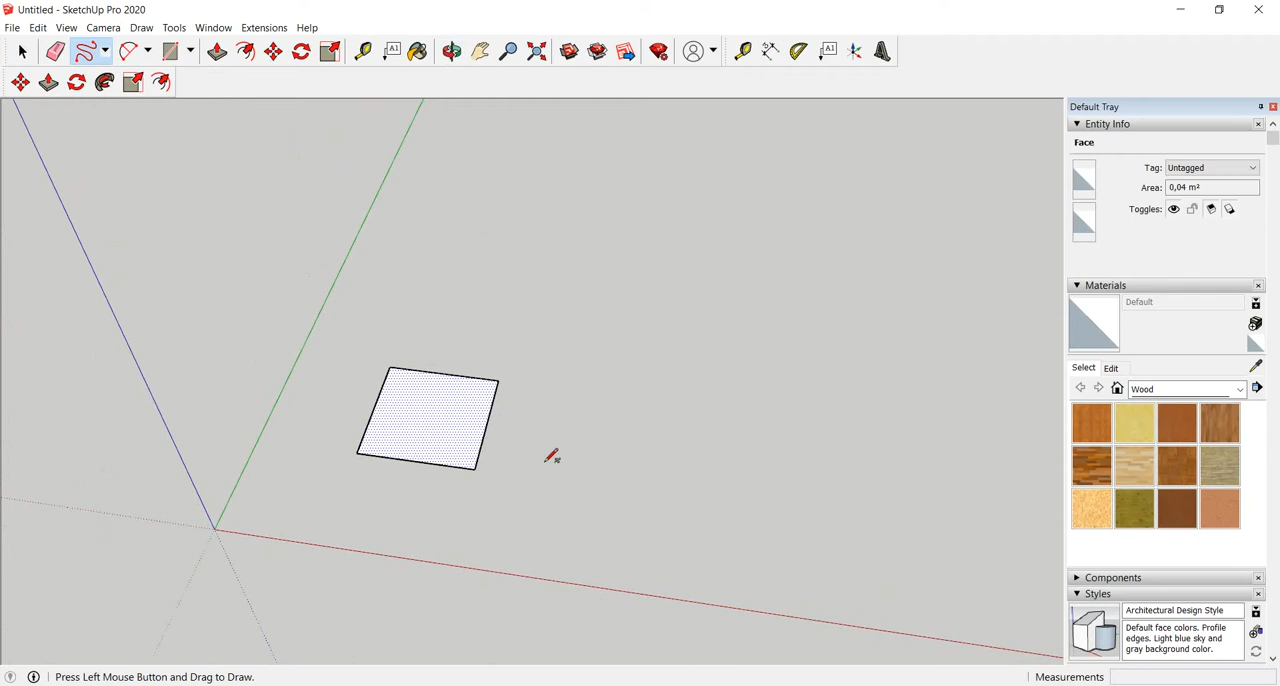 Untitled - SketchUp Pro 2020
File Edit View Camera Draw Tools Window Extensions Help
A1
A1
Default Tray
Entity Info
Face
Tag: Untagged
Area: 0,04 m²
Toggles:
Materials
Default
Select Edit
Wood
Components
Styles
Architectural Design Style
Default face colors. Profile
edges. Light blue sky and
gray background color.
Press Left Mouse Button and Drag to Draw.
Measurements